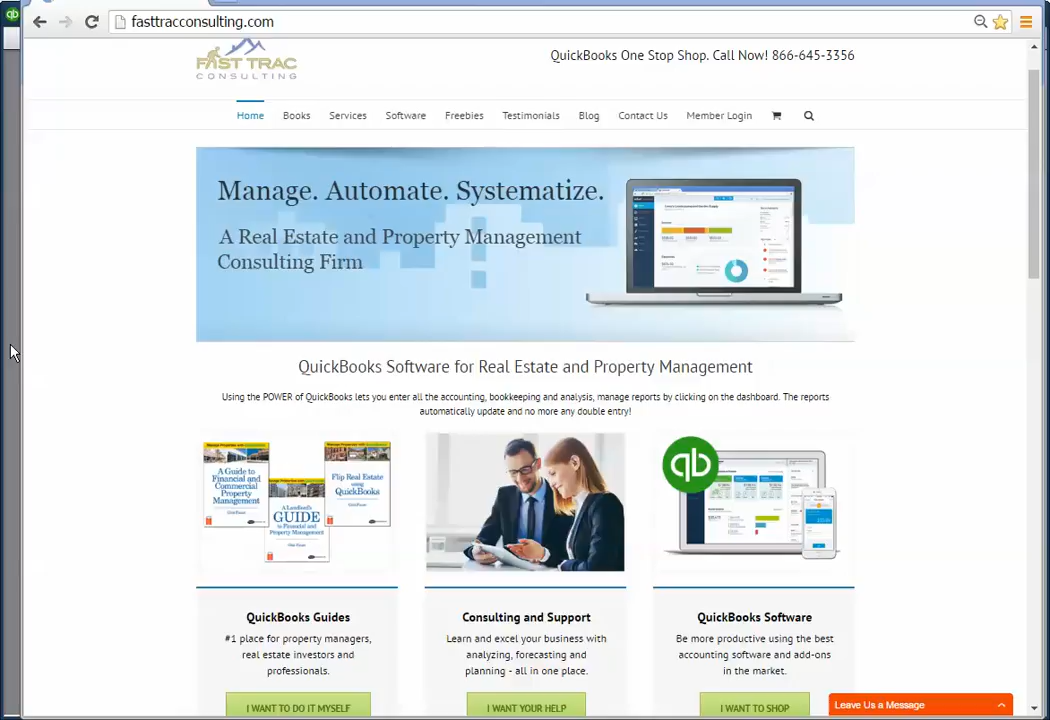 fasttracconsulting.com
FAST TRAC
CONSULTING
QuickBooks One Stop Shop. Call Now! 866-645-3356
Home Books Services Software Freebies Testimonials Blog Contact Us Member Login
Manage. Automate. Systematize.
A Real Estate and Property Management
Consulting Firm
QuickBooks Software for Real Estate and Property Management
Using the POWER of QuickBooks lets you enter all the accounting, bookkeeping and analysis, manage reports by clicking on the dashboard. The reports
automatically update and no more any double entry!
A Guide to
Financial and
Commercial
Property
Management
Flip Real Estate
using
QuickBooks
A Landlord's
GUIDE to
Financial and
Property
Management
qb
QuickBooks Guides
#1 place for property managers,
real estate investors and
professionals.
I WANT TO DO IT MYSELF
Consulting and Support
Learn and excel your business with
analyzing, forecasting and
planning - all in one place.
I WANT YOUR HELP
QuickBooks Software
Be more productive using the best
accounting software and add-ons
in the market.
I WANT TO SHOP
Leave Us a Message